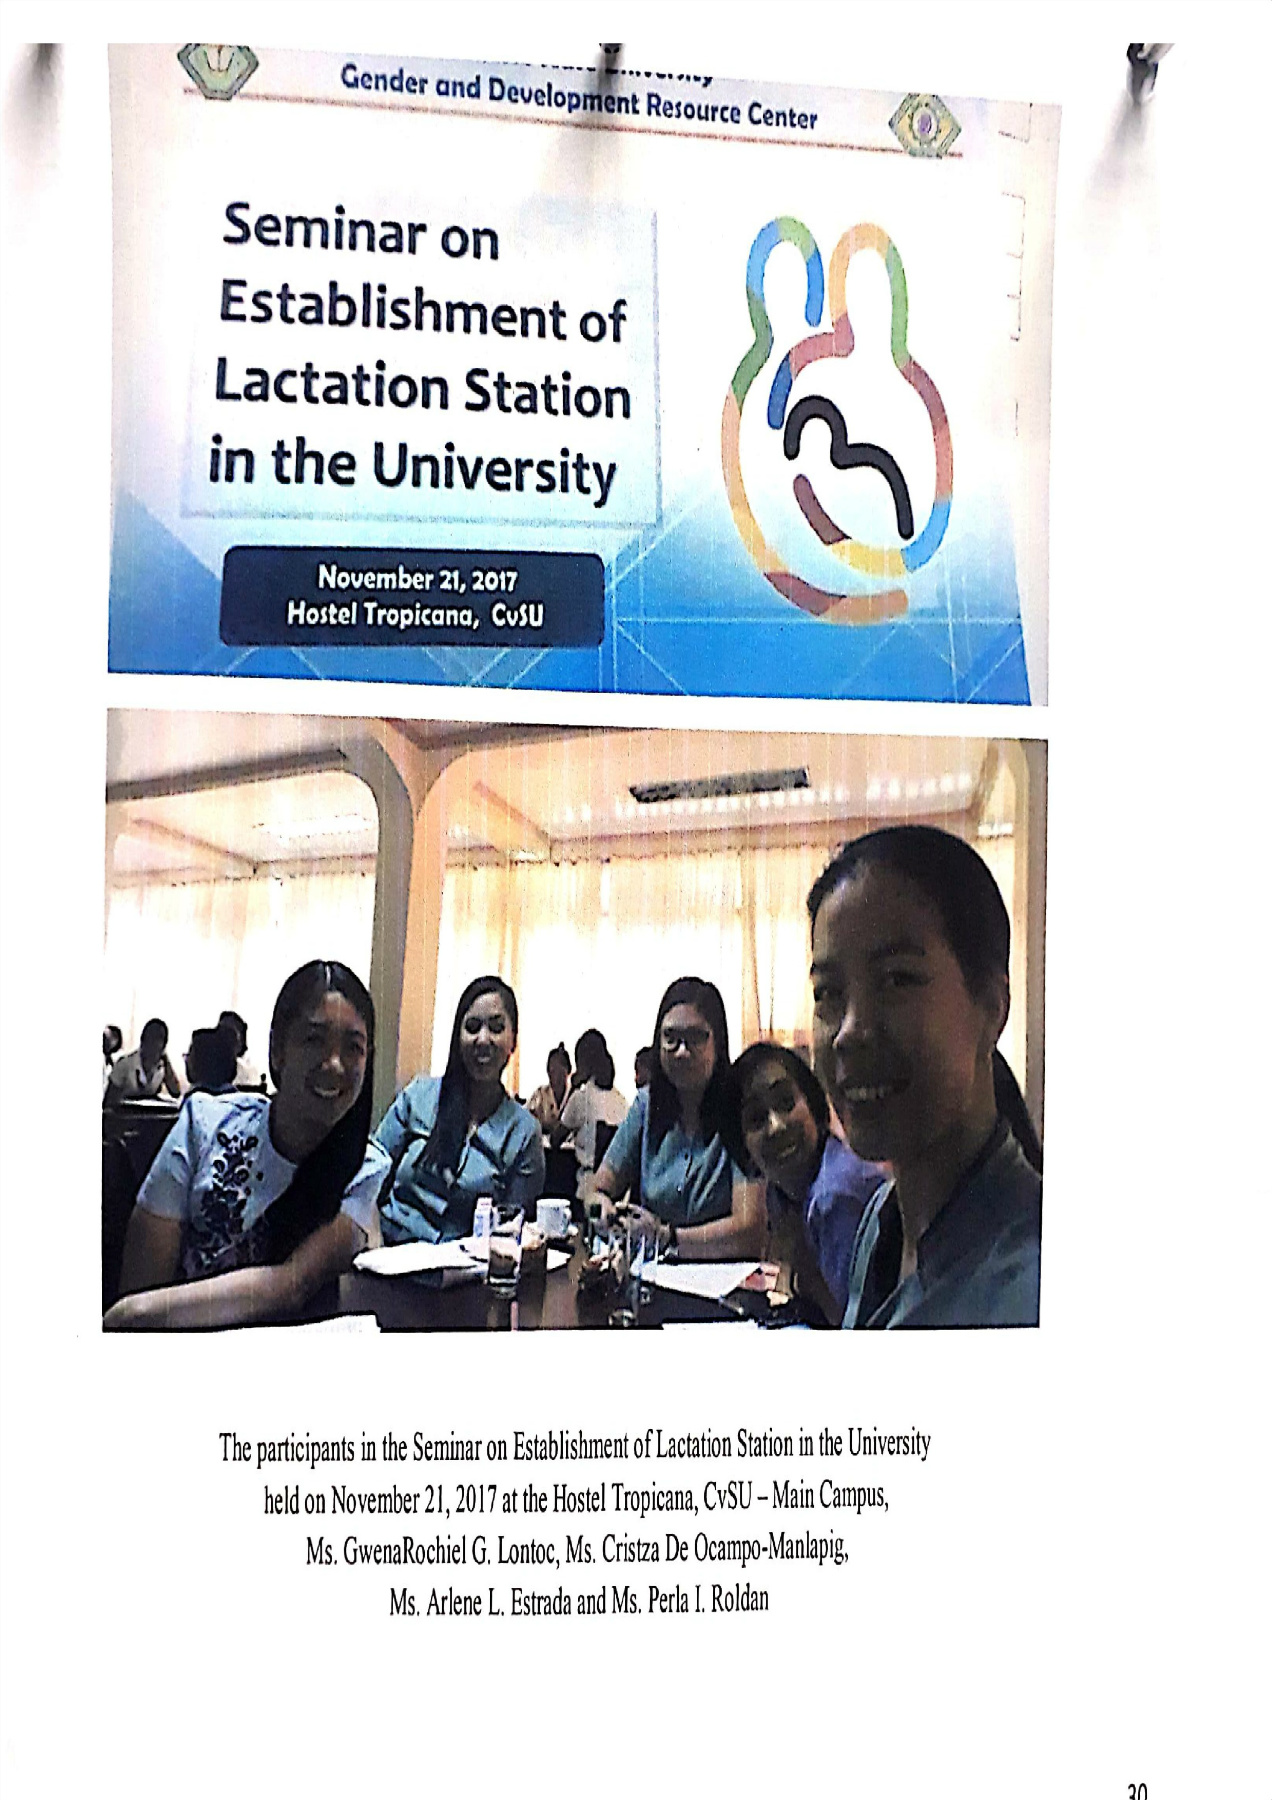 Gender and Development Resource Center
Seminar on
Establishment of
Lactation Station
in the University
November 21, 2017
Hostel Tropicana, CvSU
The participants in the Seminar on Establishment of Lactation Station in the University
held on November 21, 2017 at the Hostel Tropicana, CvSU – Main Campus,
Ms. GwenaRochiel G. Lontoc, Ms. Cristza De Ocampo-Manlapig,
Ms. Arlene L. Estrada and Ms. Perla I. Roldan
30